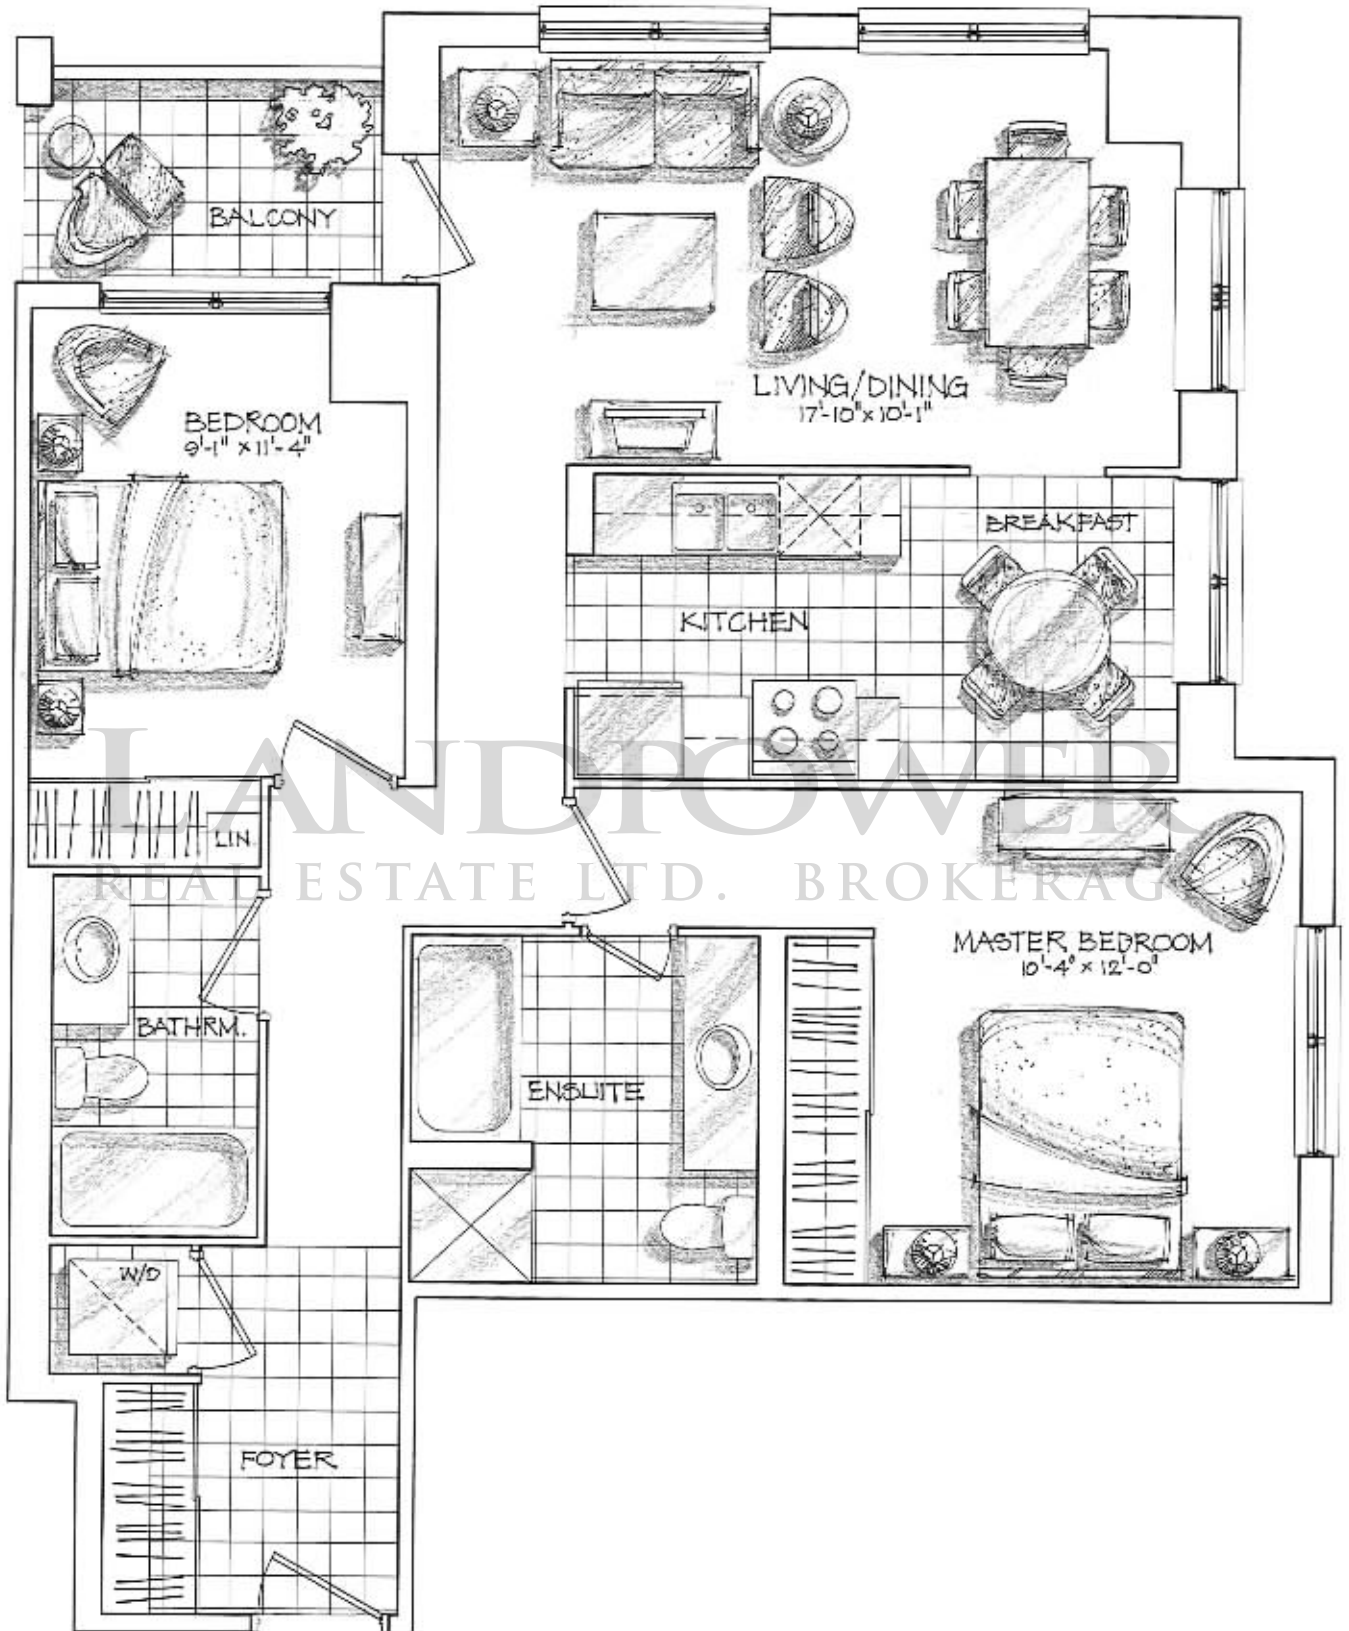 BALCONY
LIVING/DINING
17'-10" x 10'-1"
BEDROOM
9'-1" x 11'-4"
BREAKFAST
KITCHEN
LANDPOWER
REAL ESTATE LTD. BROKERAG
LIN.
MASTER BEDROOM
10'-4" x 12'-0"
BATHRM.
ENSUITE
W/D
FOYER